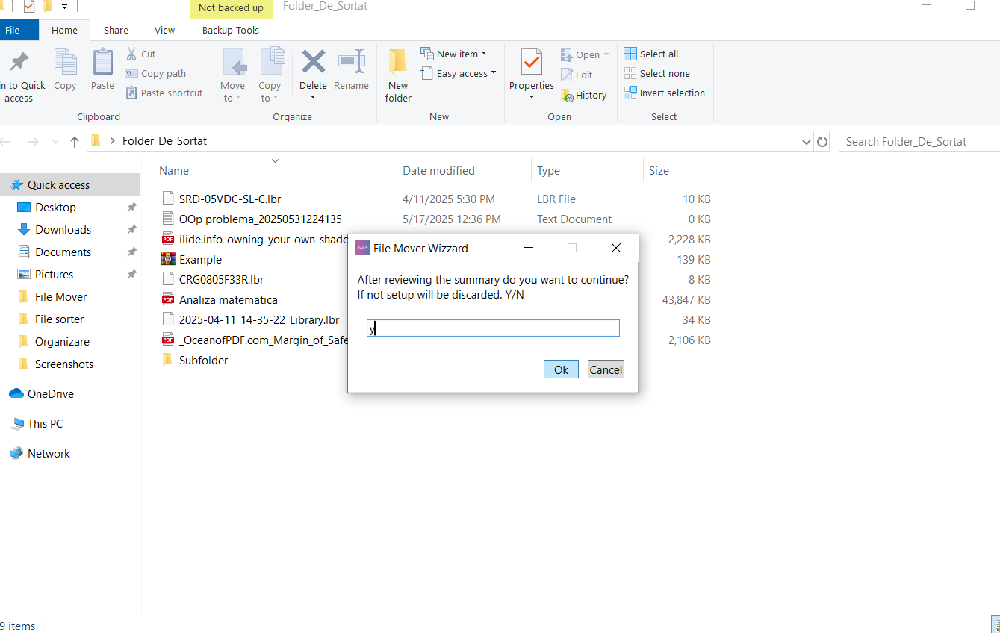 Not backed up
Folder_De_Sortat
File
Home
Share
View
Backup Tools
in to Quick access
Copy
Paste
Cut
Copy path
Paste shortcut
Clipboard
Move to
Copy to
Delete
Rename
Organize
New folder
New item
Easy access
New
Properties
Open
Edit
History
Open
Select all
Select none
Invert selection
Select
Folder_De_Sortat
Search Folder_De_Sortat
Name
Date modified
Type
Size
Quick access
Desktop
Downloads
Documents
Pictures
File Mover
File sorter
Organizare
Screenshots
OneDrive
This PC
Network
SRD-05VDC-SL-C.lbr 4/11/2025 5:30 PM LBR File 10 KB
OOp problema_20250531224135 5/17/2025 12:36 PM Text Document 0 KB
ilide.info-owning-your-own-shado 2,228 KB
Example 139 KB
CRG0805F33R.lbr 8 KB
Analiza matematica 43,847 KB
2025-04-11_14-35-22_Library.lbr 34 KB
_OceanofPDF.com_Margin_of_Safe 2,106 KB
Subfolder
File Mover Wizzard
After reviewing the summary do you want to continue?
If not setup will be discarded. Y/N
y
Ok
Cancel
9 items